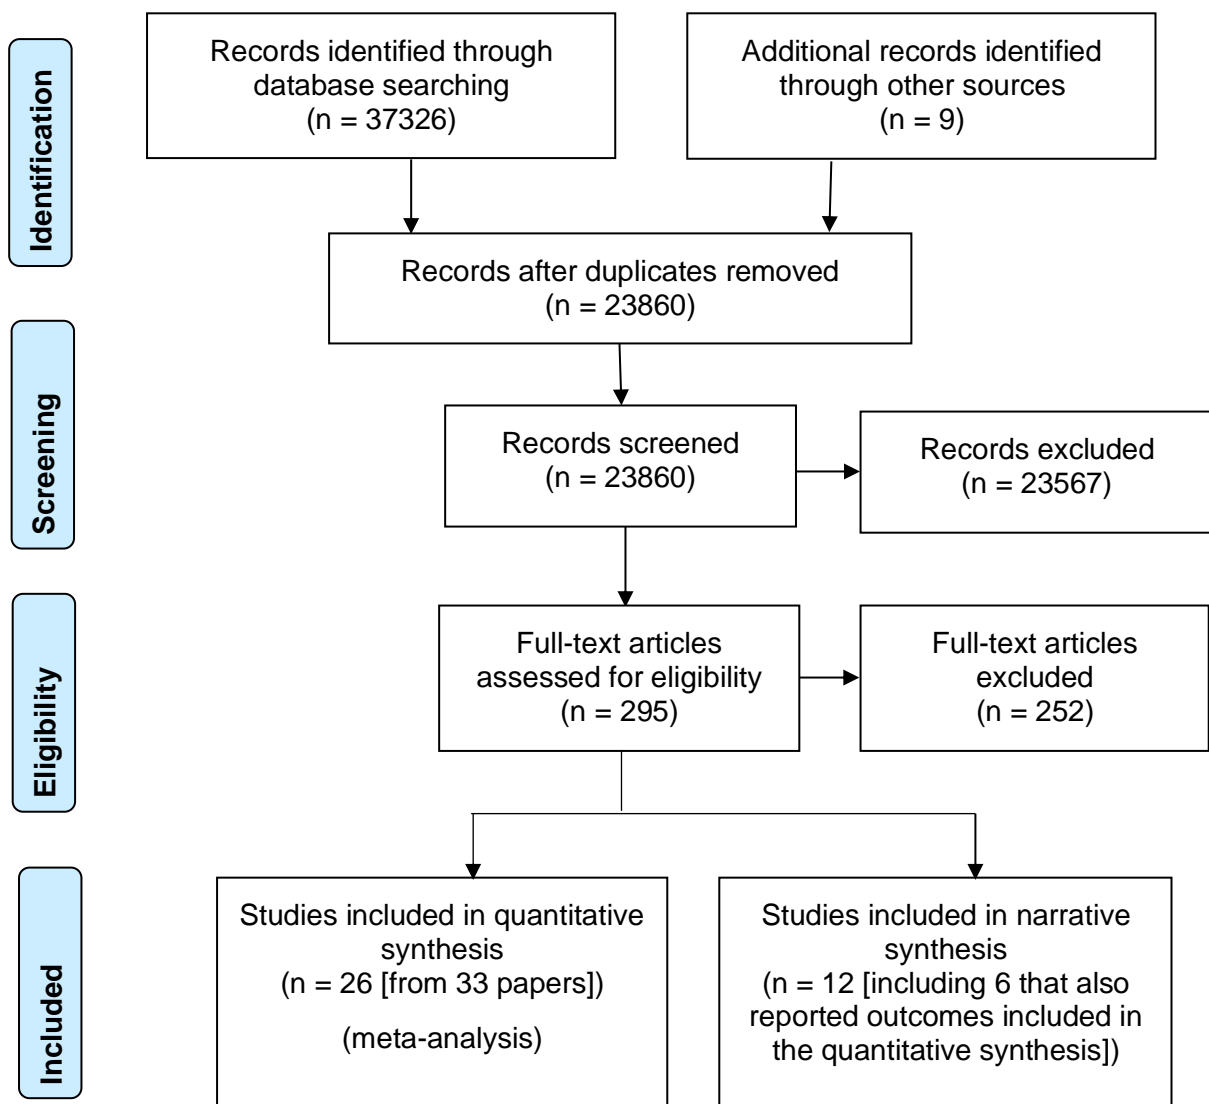 Identification
Records identified through
database searching
(n = 37326)
Additional records identified
through other sources
(n = 9)
Records after duplicates removed
(n = 23860)
Screening
Records screened
(n = 23860)
Records excluded
(n = 23567)
Eligibility
Full-text articles
assessed for eligibility
(n = 295)
Full-text articles
excluded
(n = 252)
Included
Studies included in quantitative
synthesis
(n = 26 [from 33 papers])
(meta-analysis)
Studies included in narrative
synthesis
(n = 12 [including 6 that also
reported outcomes included in
the quantitative synthesis])